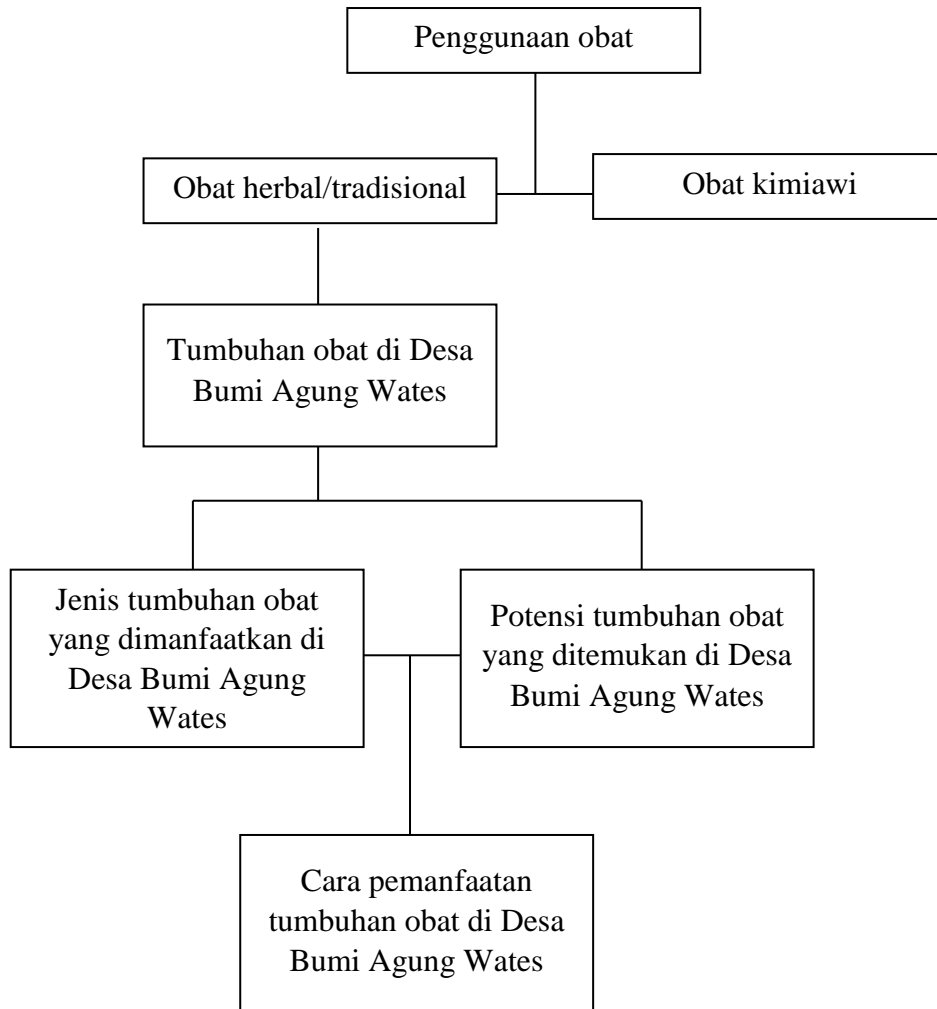 Penggunaan obat
Obat herbal/tradisional
Obat kimiawi
Tumbuhan obat di Desa
Bumi Agung Wates
Jenis tumbuhan obat
yang dimanfaatkan di
Desa Bumi Agung
Wates
Potensi tumbuhan obat
yang ditemukan di Desa
Bumi Agung Wates
Cara pemanfaatan
tumbuhan obat di Desa
Bumi Agung Wates